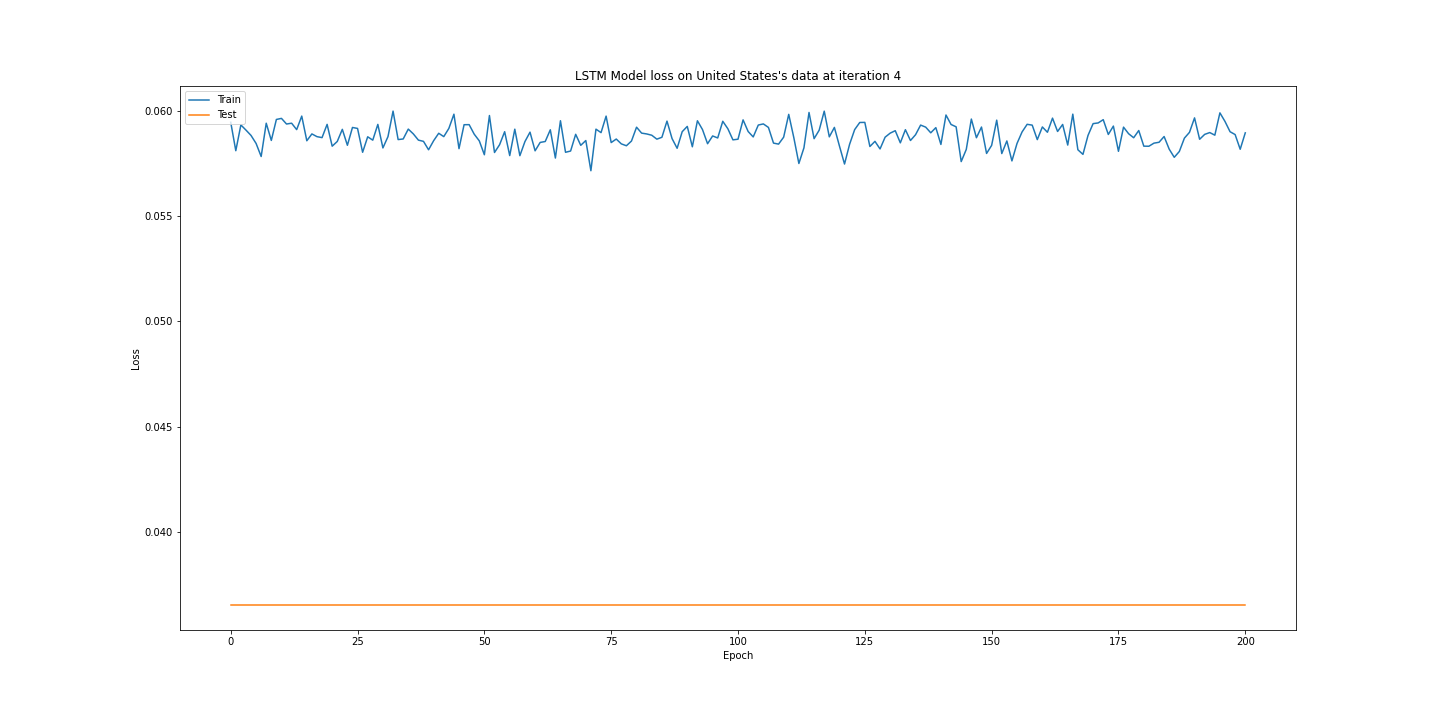 LSTM Model loss on United States's data at iteration 4
Train
Test
0.060
0.055
0.050
0.045
0.040
Loss
0 25 50 75 100 125 150 175 200
Epoch